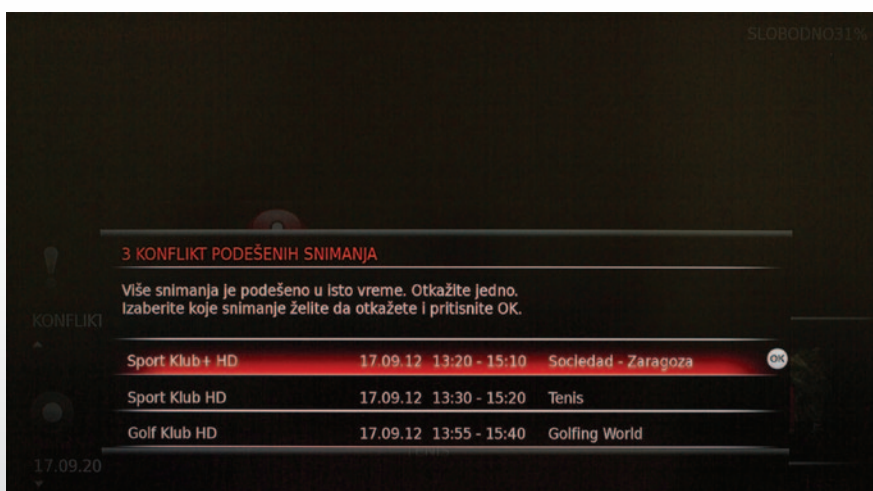 SLOBODNO31%
3 KONFLIKT PODEŠENIH SNIMANJA
Više snimanja je podešeno u isto vreme. Otkažite jedno.
Izaberite koje snimanje želite da otkažete i pritisnite OK.
KONFLIKT
Sport Klub+ HD 17.09.12 13:20 - 15:10 Sociedad - Zaragoza OK
Sport Klub HD 17.09.12 13:30 - 15:20 Tenis
Golf Klub HD 17.09.12 13:55 - 15:40 Golfing World
17.09.20